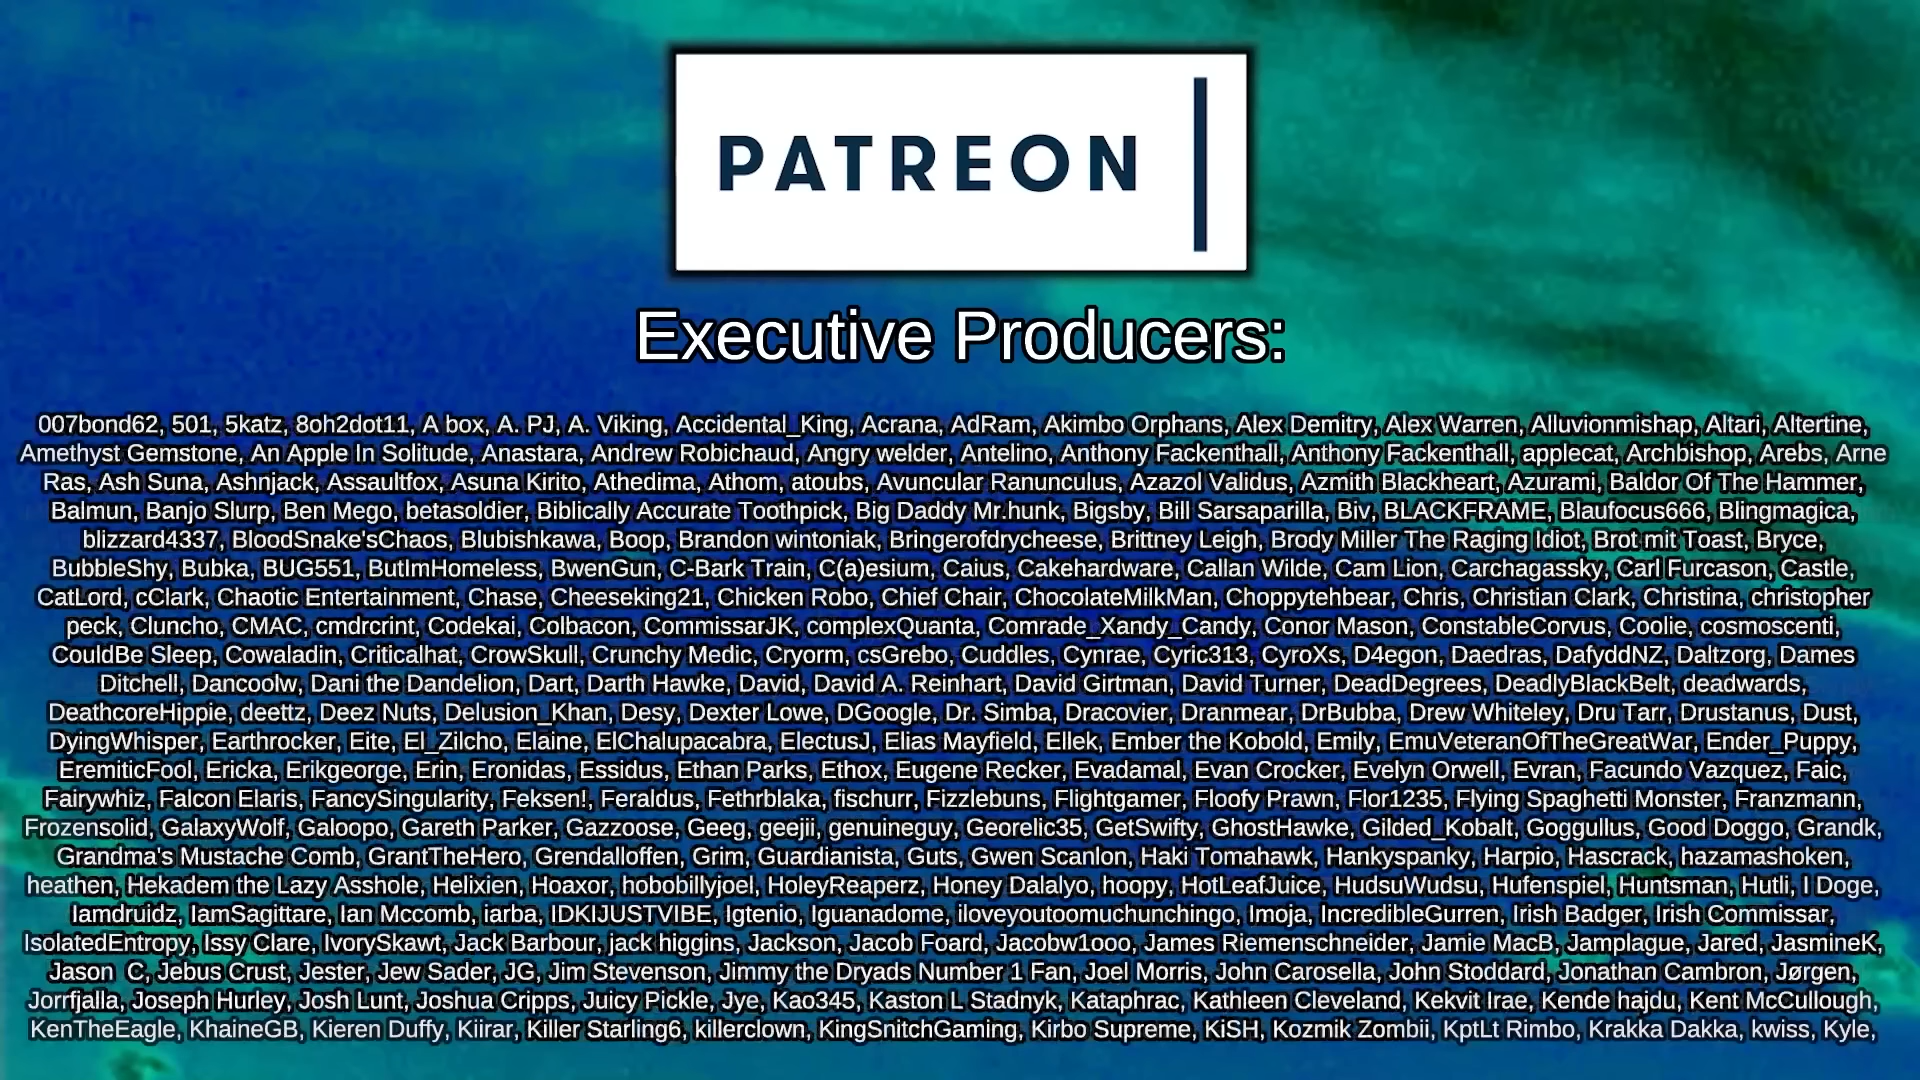 PATREON
Executive Producers:
007bond62, 501, 5katz, 8oh2dot11, A box, A. PJ, A. Viking, Accidental_King, Acrana, AdRam, Akimbo Orphans, Alex Demitry, Alex Warren, Alluvionmishap, Altari, Altertine,
Amethyst Gemstone, An Apple In Solitude, Anastara, Andrew Robichaud, Angry welder, Antelino, Anthony Fackenthall, Anthony Fackenthall, applecat, Archbishop, Arebs, Arne
Ras, Ash Suna, Ashnjack, Assaultfox, Asuna Kirito, Athedima, Athom, atoubs, Avuncular Ranunculus, Azazol Validus, Azmith Blackheart, Azurami, Baldor Of The Hammer,
Balmun, Banjo Slurp, Ben Mego, betasoldier, Biblically Accurate Toothpick, Big Daddy Mr.hunk, Bigsby, Bill Sarsaparilla, Biv, BLACKFRAME, Blaufocus666, Blingmagica,
blizzard4337, BloodSnake'sChaos, Blubishkawa, Boop, Brandon wintoniak, Bringerofdrycheese, Brittney Leigh, Brody Miller The Raging Idiot, Brot mit Toast, Bryce,
BubbleShy, Bubka, BUG551, ButImHomeless, BwenGun, C-Bark Train, C(a)esium, Caius, Cakehardware, Callan Wilde, Cam Lion, Carchagassky, Carl Furcason, Castle,
CatLord, cClark, Chaotic Entertainment, Chase, Cheeseking21, Chicken Robo, Chief Chair, ChocolateMilkMan, Choppytehbear, Chris, Christian Clark, Christina, christopher
peck, Cluncho, CMAC, cmdrcrint, Codekai, Colbacon, CommissarJK, complexQuanta, Comrade_Xandy_Candy, Conor Mason, ConstableCorvus, Coolie, cosmoscenti,
CouldBe Sleep, Cowaladin, Criticalhat, CrowSkull, Crunchy Medic, Cryorm, csGrebo, Cuddles, Cynrae, Cyric313, CyroXs, D4egon, Daedras, DafyddNZ, Daltzorg, Dames
Ditchell, Dancoolw, Dani the Dandelion, Dart, Darth Hawke, David, David A. Reinhart, David Girtman, David Turner, DeadDegrees, DeadlyBlackBelt, deadwards,
DeathcoreHippie, deettz, Deez Nuts, Delusion_Khan, Desy, Dexter Lowe, DGoogle, Dr. Simba, Dracovier, Dranmear, DrBubba, Drew Whiteley, Dru Tarr, Drustanus, Dust,
DyingWhisper, Earthrocker, Eite, El_Zilcho, Elaine, ElChalupacabra, ElectusJ, Elias Mayfield, Ellek, Ember the Kobold, Emily, EmuVeteranOfTheGreatWar, Ender_Puppy,
EremiticFool, Ericka, Erikgeorge, Erin, Eronidas, Essidus, Ethan Parks, Ethox, Eugene Recker, Evadamal, Evan Crocker, Evelyn Orwell, Evran, Facundo Vazquez, Faic,
Fairywhiz, Falcon Elaris, FancySingularity, Feksen!, Feraldus, Fethrblaka, fischurr, Fizzlebuns, Flightgamer, Floofy Prawn, Flor1235, Flying Spaghetti Monster, Franzmann,
Frozensolid, GalaxyWolf, Galoopo, Gareth Parker, Gazzoose, Geeg, geejii, genuineguy, Georelic35, GetSwifty, GhostHawke, Gilded_Kobalt, Goggullus, Good Doggo, Grandk,
Grandma's Mustache Comb, GrantTheHero, Grendalloffen, Grim, Guardianista, Guts, Gwen Scanlon, Haki Tomahawk, Hankyspanky, Harpio, Hascrack, hazamashoken,
heathen, Hekadem the Lazy Asshole, Helixien, Hoaxor, hobobillyjoel, HoleyReaperz, Honey Dalalyo, hoopy, HotLeafJuice, HudsuWudsu, Hufenspiel, Huntsman, Hutli, I Doge,
Iamdruidz, IamSagittare, Ian Mccomb, iarba, IDKIJUSTVIBE, Igtenio, Iguanadome, iloveyoutoomuchunchingo, Imoja, IncredibleGurren, Irish Badger, Irish Commissar,
IsolatedEntropy, Issy Clare, IvorySkawt, Jack Barbour, jack higgins, Jackson, Jacob Foard, Jacobw1ooo, James Riemenschneider, Jamie MacB, Jamplague, Jared, JasmineK,
Jason  C, Jebus Crust, Jester, Jew Sader, JG, Jim Stevenson, Jimmy the Dryads Number 1 Fan, Joel Morris, John Carosella, John Stoddard, Jonathan Cambron, Jørgen,
Jorrfjalla, Joseph Hurley, Josh Lunt, Joshua Cripps, Juicy Pickle, Jye, Kao345, Kaston L Stadnyk, Kataphrac, Kathleen Cleveland, Kekvit Irae, Kende hajdu, Kent McCullough,
KenTheEagle, KhaineGB, Kieren Duffy, Kiirar, Killer Starling6, killerclown, KingSnitchGaming, Kirbo Supreme, KiSH, Kozmik Zombii, KptLt Rimbo, Krakka Dakka, kwiss, Kyle,